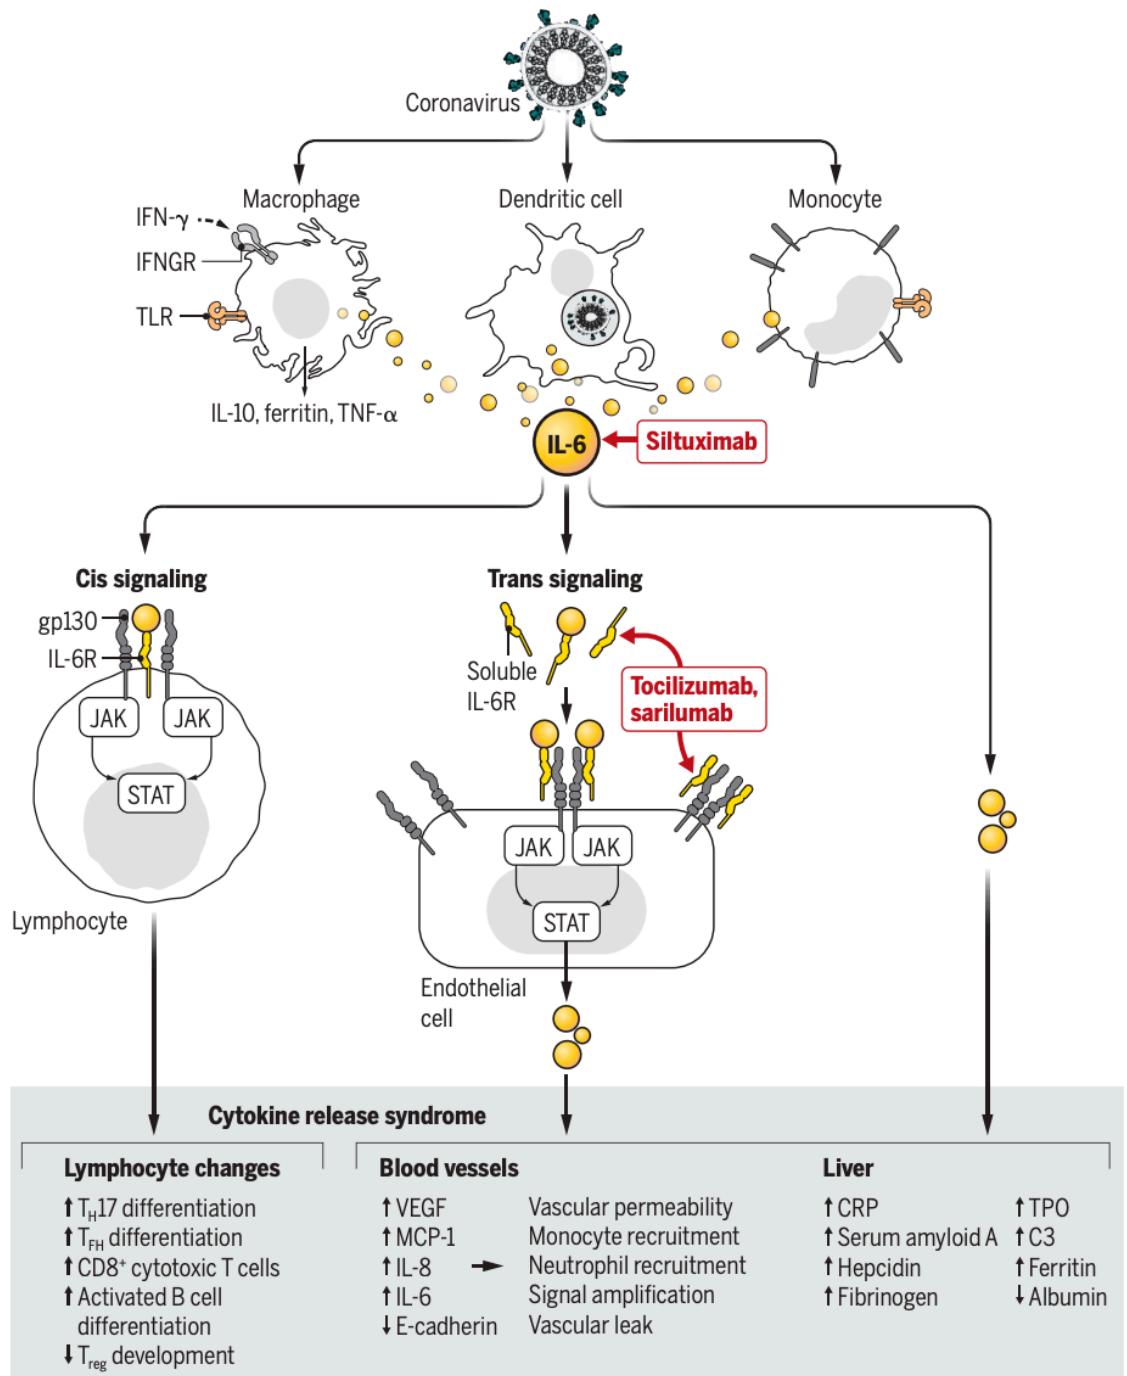 Coronavirus
Macrophage
Dendritic cell
Monocyte
IFN-γ
IFNGR
TLR
IL-10, ferritin, TNF-α
IL-6
Siltuximab
Cis signaling
Trans signaling
gp130
IL-6R
Soluble
IL-6R
Tocilizumab,
sarilumab
JAK
JAK
STAT
JAK
JAK
STAT
Lymphocyte
Endothelial
cell
Cytokine release syndrome
Lymphocyte changes
↑ TH17 differentiation
↑ TFH differentiation
↑ CD8+ cytotoxic T cells
↑ Activated B cell
differentiation
↓ Treg development
Blood vessels
↑ VEGF Vascular permeability
↑ MCP-1 Monocyte recruitment
↑ IL-8 → Neutrophil recruitment
↑ IL-6 Signal amplification
↓ E-cadherin Vascular leak
Liver
↑ CRP ↑ TPO
↑ Serum amyloid A ↑ C3
↑ Hepcidin ↑ Ferritin
↑ Fibrinogen ↓ Albumin